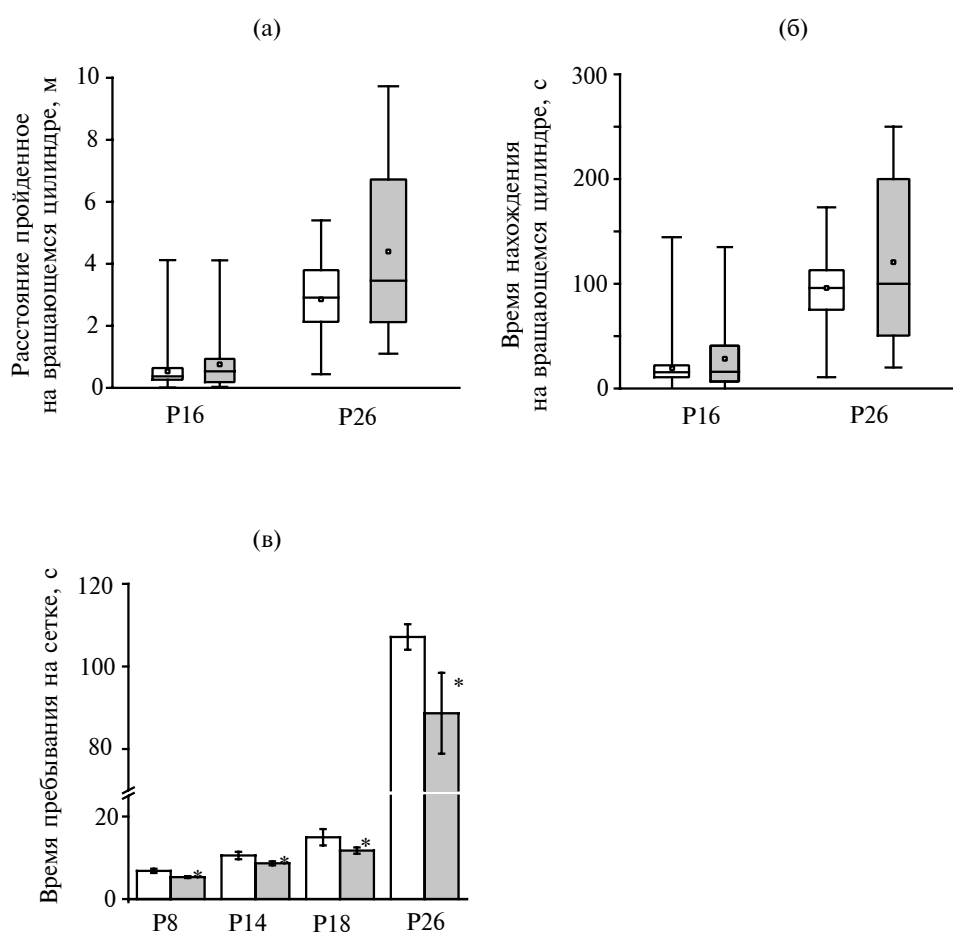 (а)
Расстояние пройденное
на вращающемся цилиндре, м
10
8
6
4
2
0
P16
P26
(б)
Время нахождения
на вращающемся цилиндре, с
300
200
100
0
P16
P26
(в)
Время пребывания на сетке, с
120
100
80
20
0
*
*
*
*
P8
P14
P18
P26